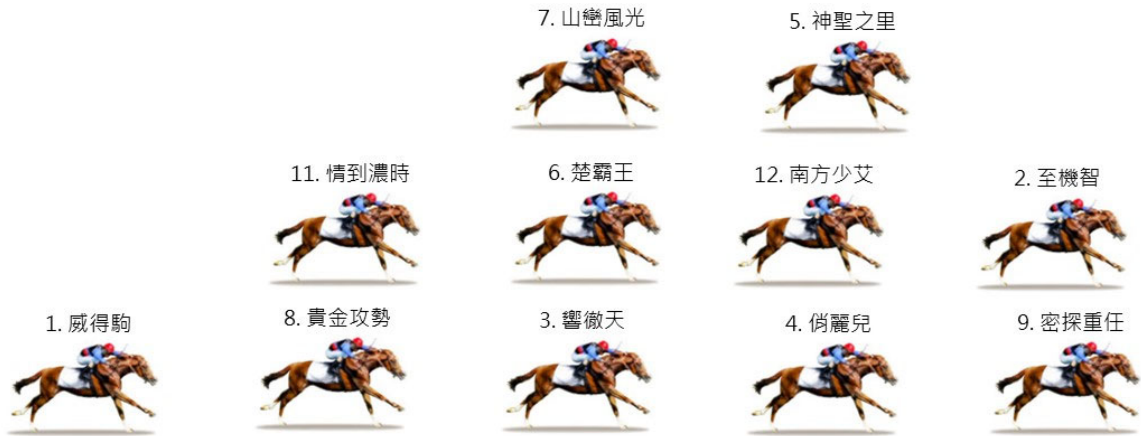 7. 山巒風光
5. 神聖之里
11. 情到濃時
6. 楚霸王
12. 南方少艾
2. 至機智
1. 威得駒
8. 貴金攻勢
3. 響徹天
4. 俏麗兒
9. 密探重任